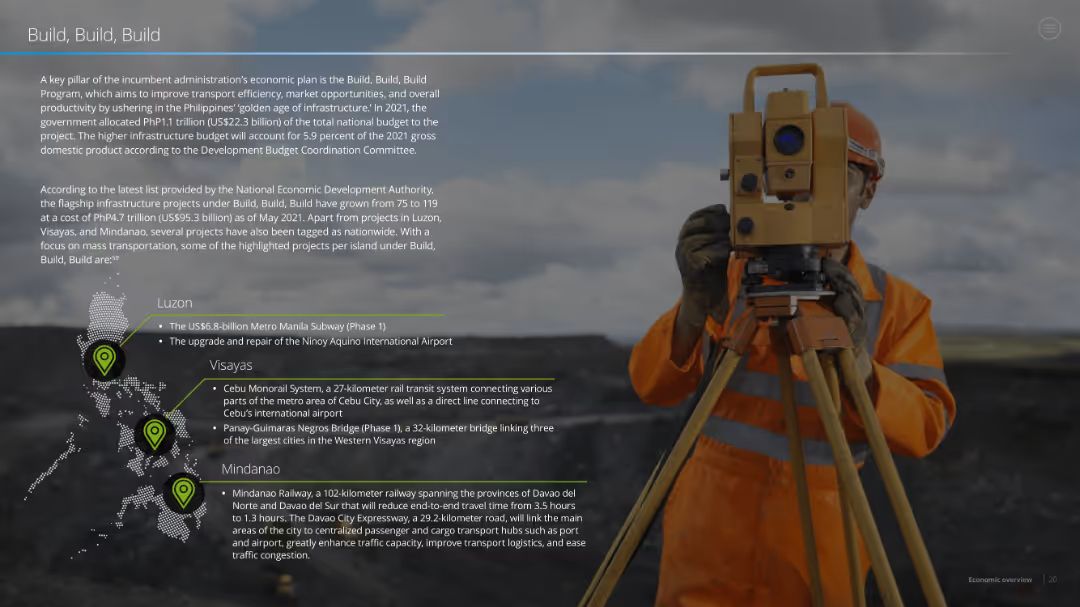 Build, Build, Build
A key pillar of the incumbent administration's economic plan is the Build, Build, Build
Program, which aims to improve transport efficiency, market opportunities, and overall
productivity by ushering in the Philippines' 'golden age of infrastructure.' In 2021, the
government allocated PhP1.1 trillion (US$22.3 billion) of the total national budget to the
project. The higher infrastructure budget will account for 5.9 percent of the 2021 gross
domestic product according to the Development Budget Coordination Committee.
According to the latest list provided by the National Economic Development Authority,
the flagship infrastructure projects under Build, Build, Build have grown from 75 to 119
at a cost of PhP4.7 trillion (US$95.3 billion) as of May 2021. Apart from projects in Luzon,
Visayas, and Mindanao, several projects have also been tagged as nationwide. With a
focus on mass transportation, some of the highlighted projects per island under Build,
Build, Build are:
Luzon
• The US$6.8-billion Metro Manila Subway (Phase 1)
• The upgrade and repair of the Ninoy Aquino International Airport
Visayas
• Cebu Monorail System, a 27-kilometer rail transit system connecting various
parts of the metro area of Cebu City, as well as a direct line connecting to
Cebu's international airport
• Panay-Guimaras Negros Bridge (Phase 1), a 32-kilometer bridge linking three
of the largest cities in the Western Visayas region
Mindanao
• Mindanao Railway, a 102-kilometer railway spanning the provinces of Davao del
Norte and Davao del Sur that will reduce end-to-end travel time from 3.5 hours
to 1.3 hours. The Davao City Expressway, a 29.2-kilometer road, will link the main
areas of the city to centralized passenger and cargo transport hubs such as port
and airport, greatly enhance traffic capacity, improve transport logistics, and ease
traffic congestion.
Economic overview | 20